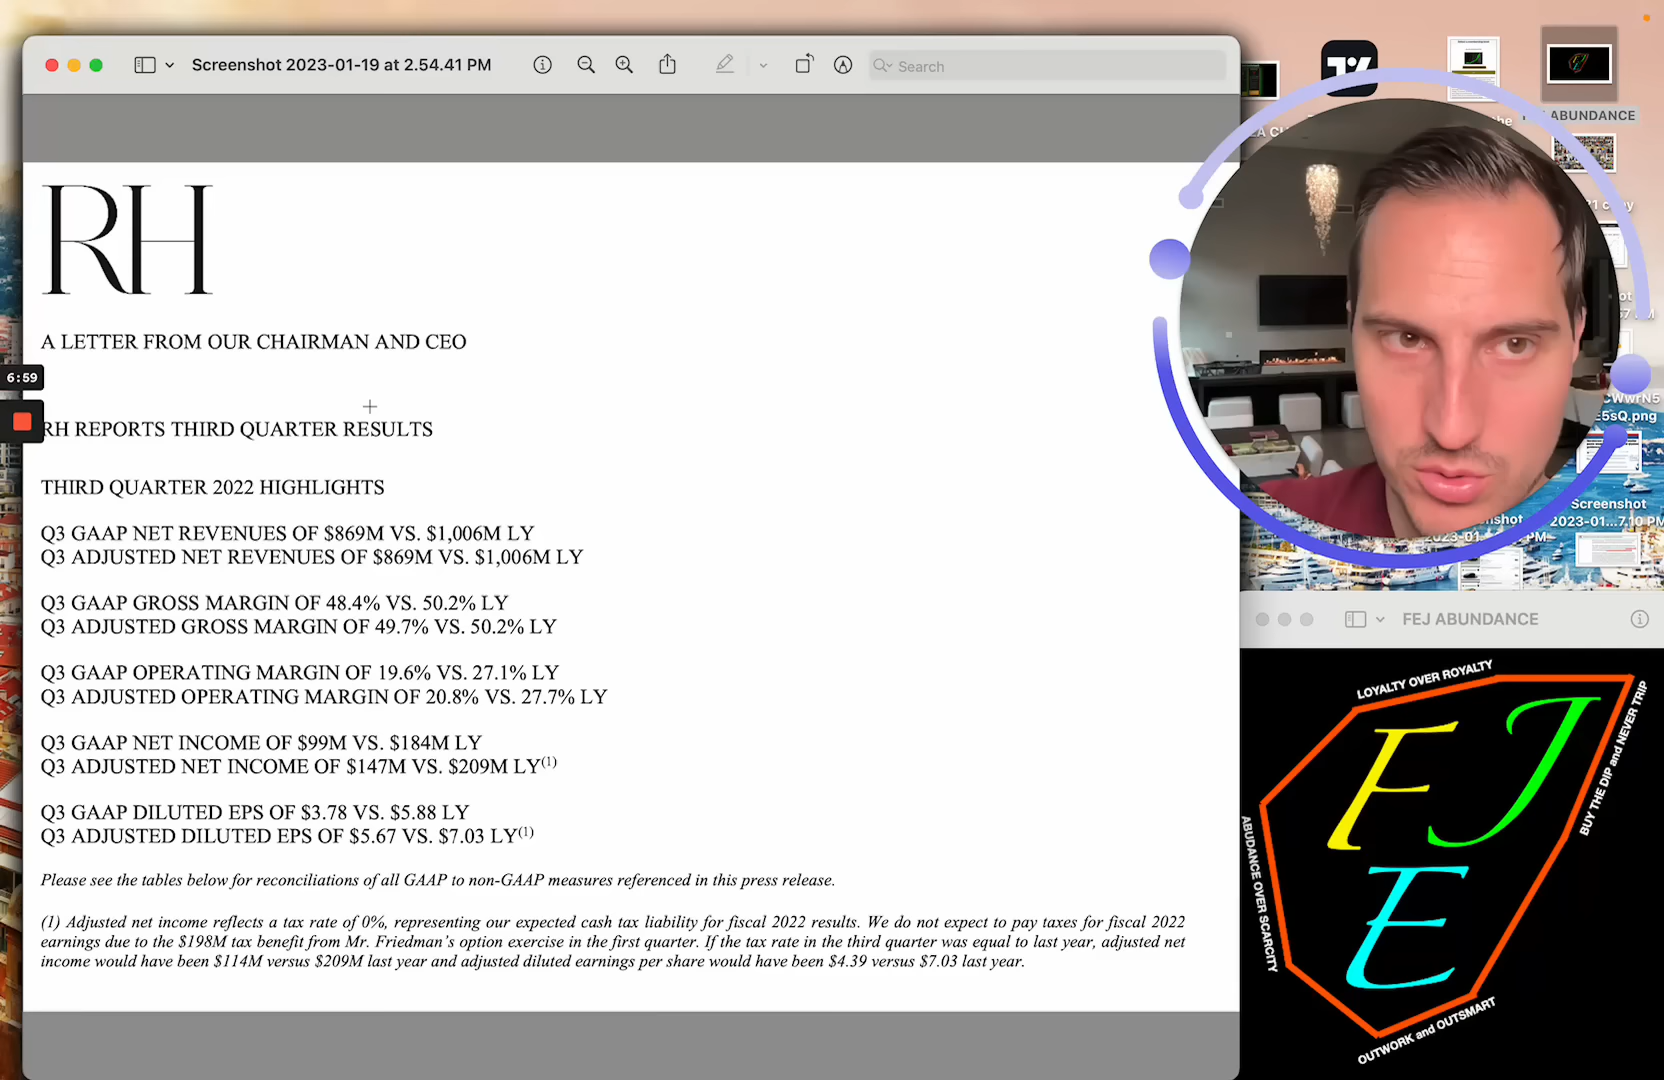 Screenshot 2023-01-19 at 2.54.41 PM
Search
RH
A LETTER FROM OUR CHAIRMAN AND CEO
6:59
RH REPORTS THIRD QUARTER RESULTS
THIRD QUARTER 2022 HIGHLIGHTS
Q3 GAAP NET REVENUES OF $869M VS. $1,006M LY
Q3 ADJUSTED NET REVENUES OF $869M VS. $1,006M LY
Q3 GAAP GROSS MARGIN OF 48.4% VS. 50.2% LY
Q3 ADJUSTED GROSS MARGIN OF 49.7% VS. 50.2% LY
Q3 GAAP OPERATING MARGIN OF 19.6% VS. 27.1% LY
Q3 ADJUSTED OPERATING MARGIN OF 20.8% VS. 27.7% LY
Q3 GAAP NET INCOME OF $99M VS. $184M LY
Q3 ADJUSTED NET INCOME OF $147M VS. $209M LY(1)
Q3 GAAP DILUTED EPS OF $3.78 VS. $5.88 LY
Q3 ADJUSTED DILUTED EPS OF $5.67 VS. $7.03 LY(1)
Please see the tables below for reconciliations of all GAAP to non-GAAP measures referenced in this press release.
(1) Adjusted net income reflects a tax rate of 0%, representing our expected cash tax liability for fiscal 2022 results. We do not expect to pay taxes for fiscal 2022
earnings due to the $198M tax benefit from Mr. Friedman's option exercise in the first quarter. If the tax rate in the third quarter was equal to last year, adjusted net
income would have been $114M versus $209M last year and adjusted diluted earnings per share would have been $4.39 versus $7.03 last year.
ABUNDANCE
E5sQ.png
Screenshot
2023-01...7.10 PM
FEJ ABUNDANCE
LOYALTY OVER ROYALTY
BUY THE DIP and NEVER TRIP
FJ
E
ABUDANCE OVER SCARCITY
OUTWORK and OUTSMART